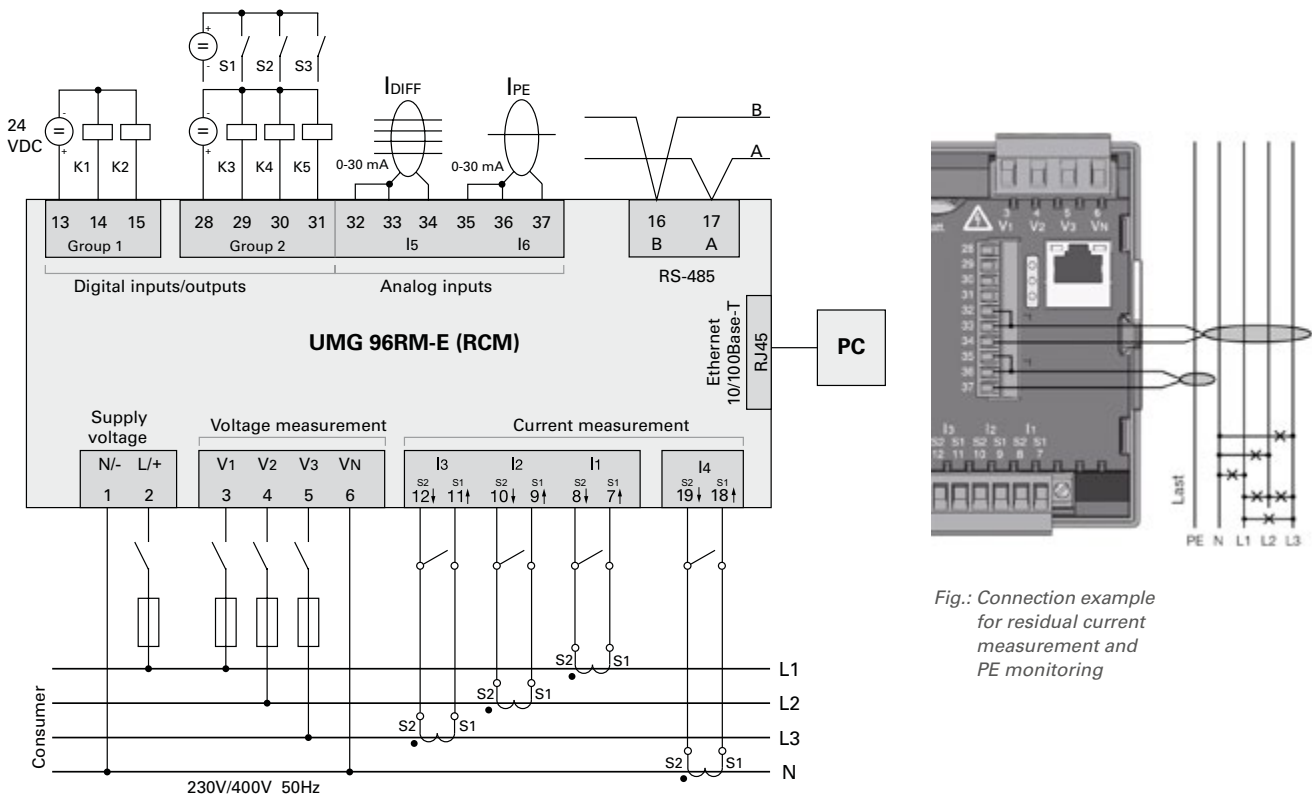 S1 S2 S3
IDIFF IPE
24
VDC
K1 K2
K3 K4 K5
0-30 mA 0-30 mA
B
A
13 14 15
Group 1
28 29 30 31
Group 2
32 33 34 35 36 37
I5 I6
16 17
B A
RS-485
Digital inputs/outputs
Analog inputs
UMG 96RM-E (RCM)
Ethernet
10/100Base-T
RJ45
PC
Supply
voltage
Voltage measurement
Current measurement
N/- L/+
1 2
V1 V2 V3 VN
3 4 5 6
I3 I2 I1 I4
S2 S1 S2 S1 S2 S1 S2 S1
12 11 10 9 8 7 19 18
S2 S1
L1
S2 S1
L2
S2 S1
L3
S2 S1
N
Consumer
230V/400V 50Hz
3 4 5 6
V1 V2 V3 VN
att.
28
29
30
31
32
33
34
35
36
37
I3 I2 I1
S2 S1 S2 S1 S2 S1
12 11 10 9 8 7
Last
PE N L1 L2 L3
Fig.: Connection example
for residual current
measurement and
PE monitoring